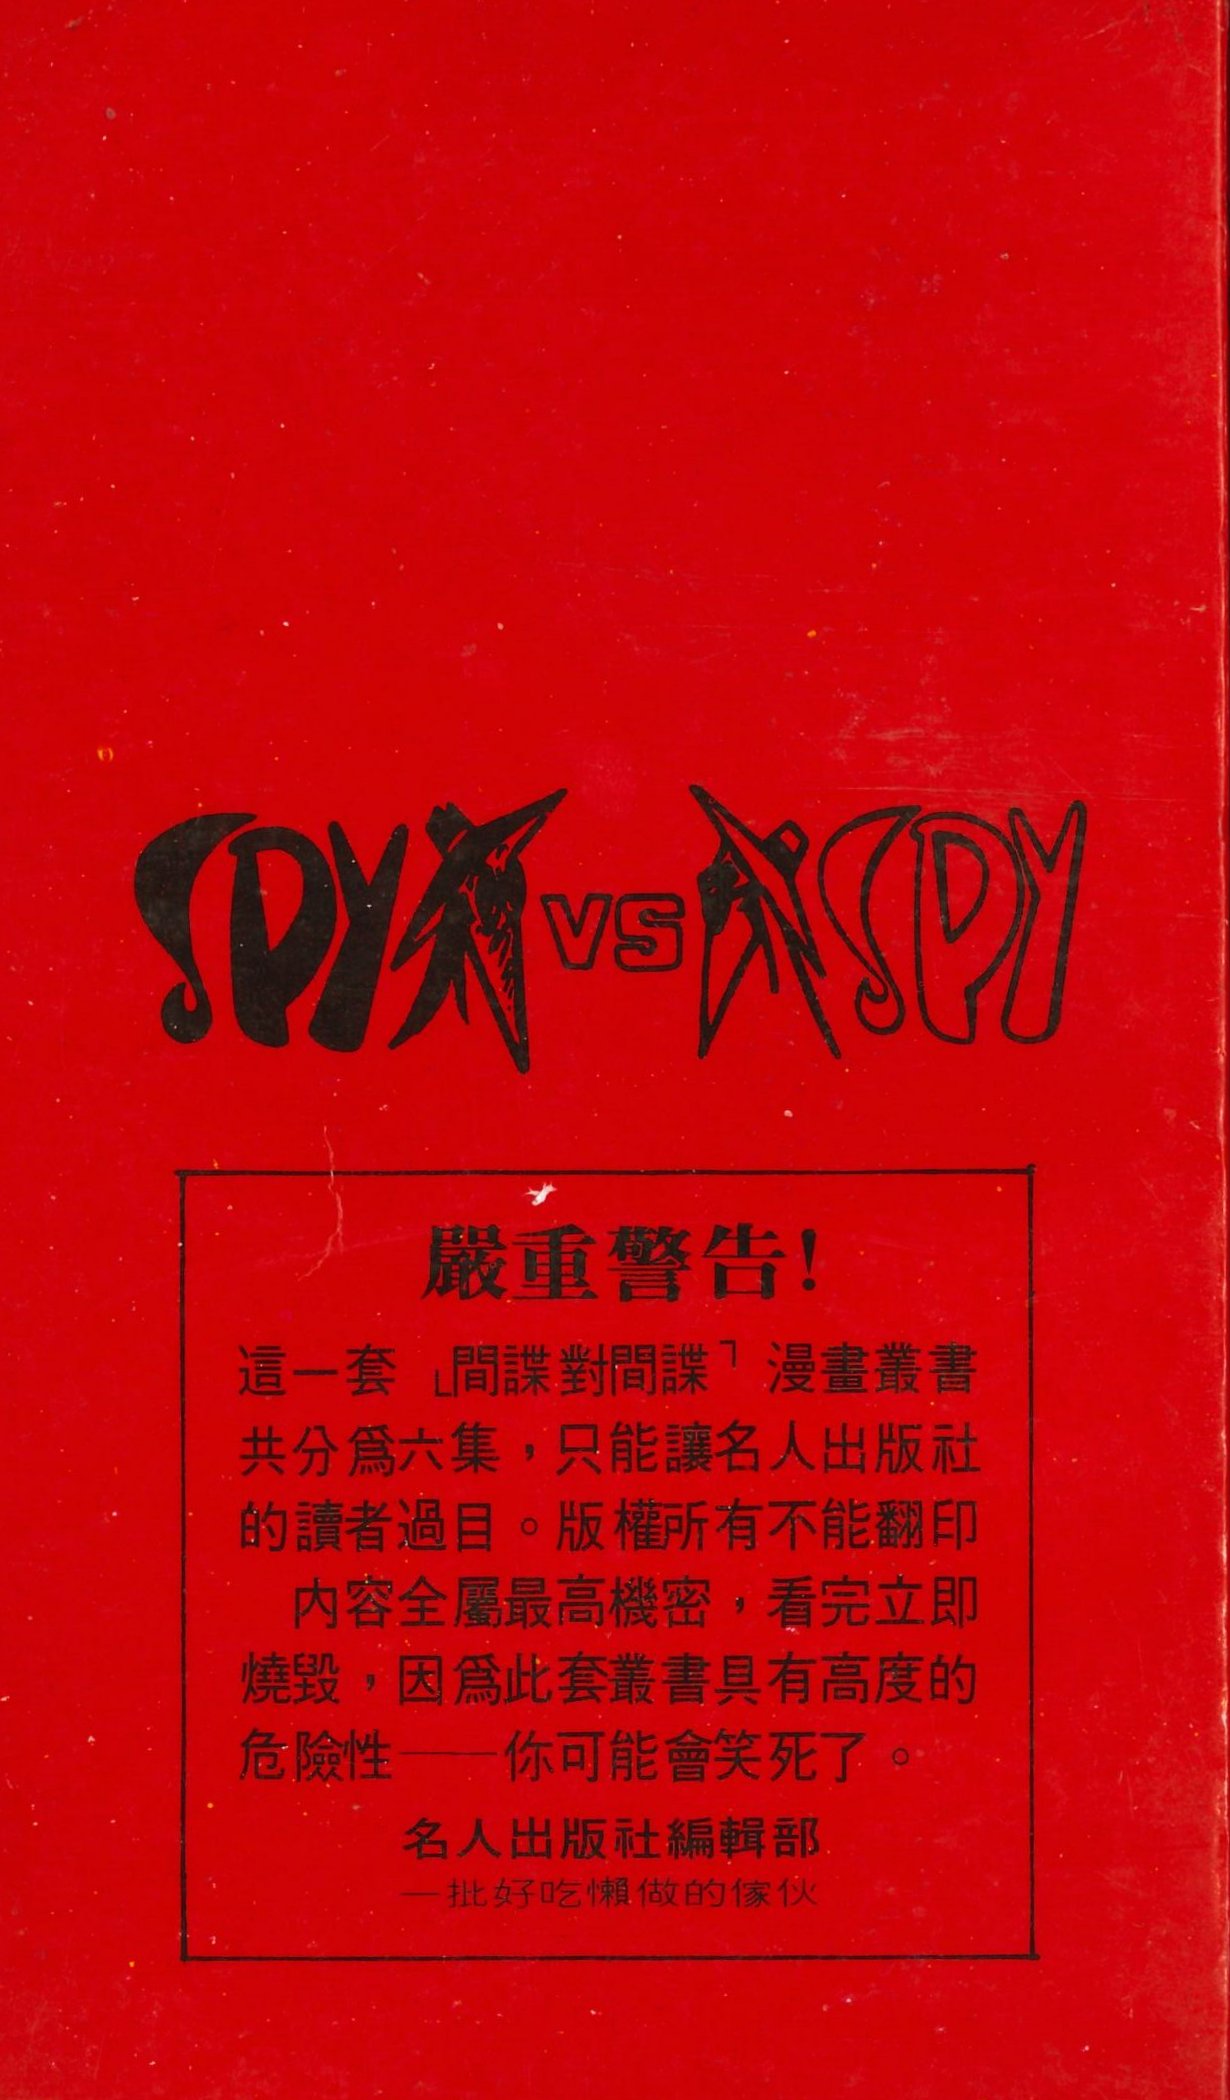 SPY VS SPY
嚴重警告!
這一套「間諜對間諜」漫畫叢書
共分爲六集，只能讓名人出版社
的讀者過目。版權所有不能翻印
內容全屬最高機密，看完立即
燒毀，因爲此套叢書具有高度的
危險性——你可能會笑死了。
名人出版社編輯部
一批好吃懶做的傢伙